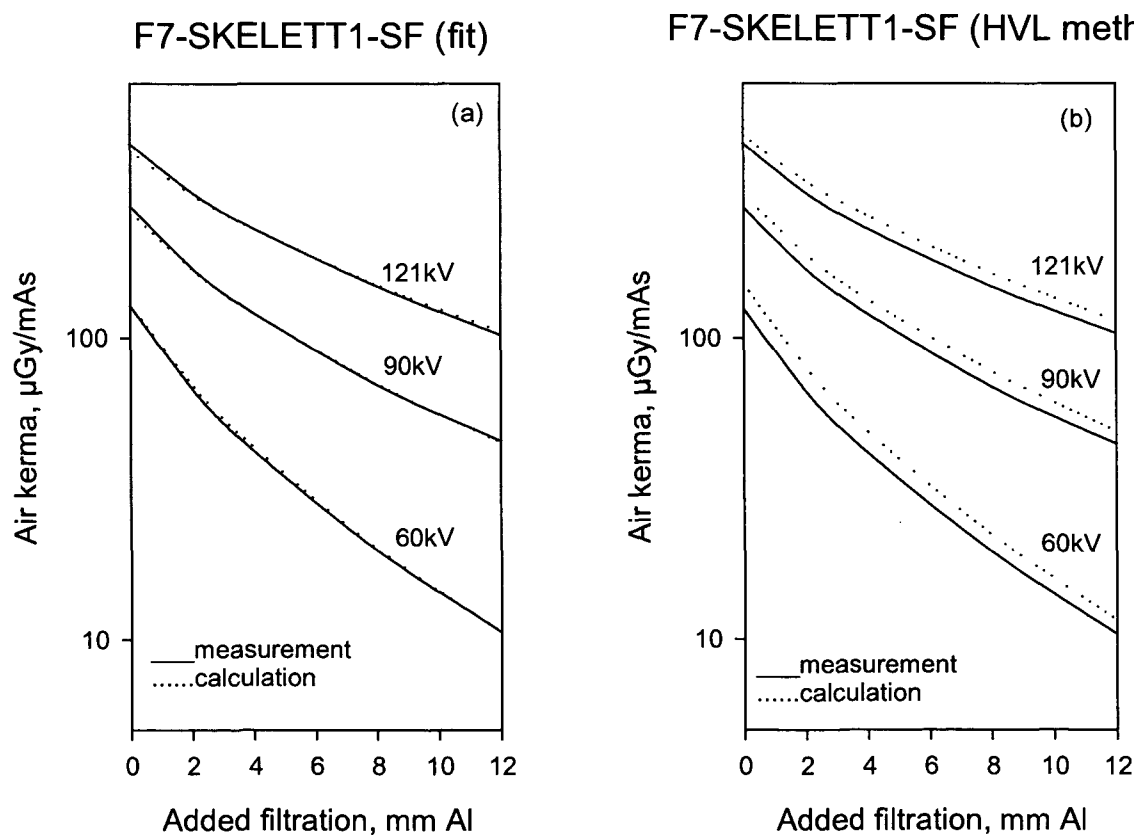 F7-SKELETT1-SF (fit)
(a)
121kV
90kV
60kV
100
10
Air kerma, µGy/mAs
measurement
calculation
0 2 4 6 8 10 12
Added filtration, mm Al
F7-SKELETT1-SF (HVL meth
(b)
121kV
90kV
60kV
100
10
Air kerma, µGy/mAs
measurement
calculation
0 2 4 6 8 10 12
Added filtration, mm Al